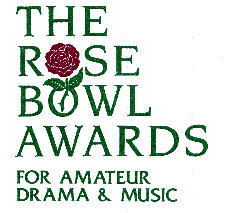 THE
ROSE
BOWL
AWARDS
FOR AMATEUR
DRAMA & MUSIC